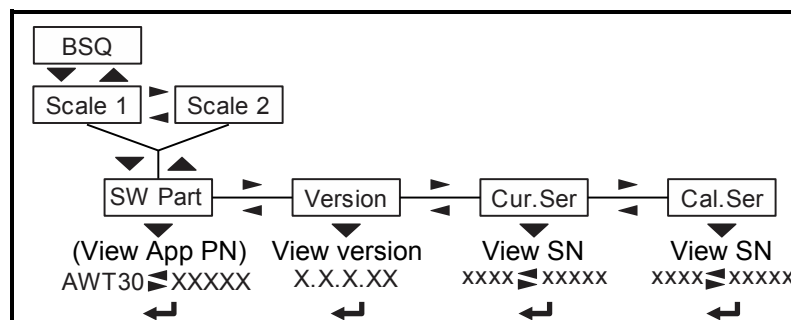 BSQ
Scale 1 Scale 2
SW Part Version Cur.Ser Cal.Ser
(View App PN) View version View SN View SN
AWT30 XXXXX X.X.X.XX xxxx xxxxx xxxx xxxxx